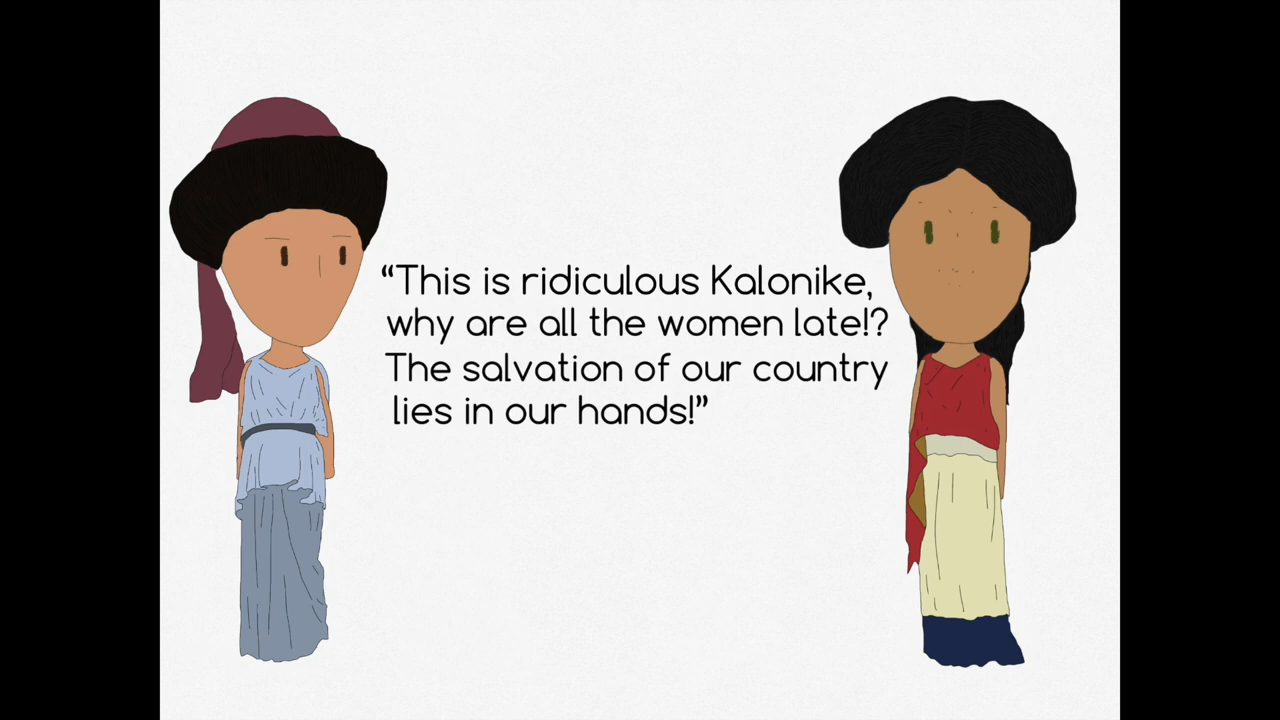 “This is ridiculous Kalonike,
why are all the women late!?
The salvation of our country
lies in our hands!”